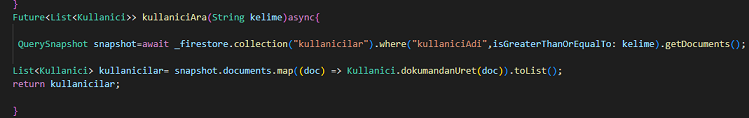 }
Future<List<Kullanici>> kullaniciAra(String kelime)async{
QuerySnapshot snapshot=await _firestore.collection("kullanicilar").where("kullaniciAdi",isGreaterThanOrEqualTo: kelime).getDocuments();
List<Kullanici> kullanicilar= snapshot.documents.map((doc) => Kullanici.dokumandanUret(doc)).toList();
return kullanicilar;
}